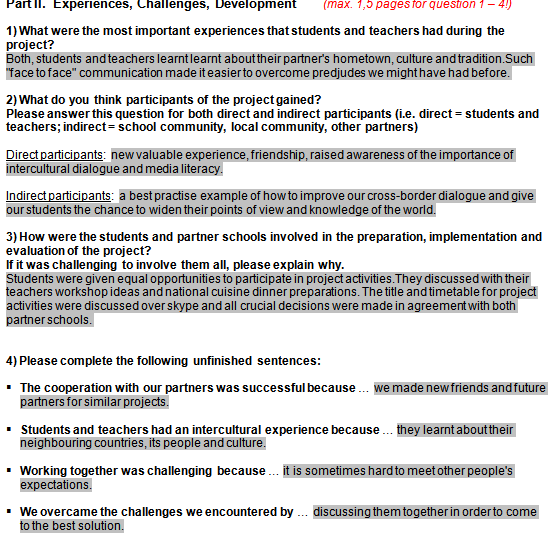 Part II. Experiences, Challenges, Development (max. 1,5 pages for question 1 – 4!)
1) What were the most important experiences that students and teachers had during the
project?
Both, students and teachers learnt learnt about their partner's hometown, culture and tradition.Such
"face to face" communication made it easier to overcome predjudes we might have had before.
2) What do you think participants of the project gained?
Please answer this question for both direct and indirect participants (i.e. direct = students and
teachers; indirect = school community, local community, other partners)
Direct participants: new valuable experience, friendship, raised awareness of the importance of
intercultural dialogue and media literacy.
Indirect participants: a best practise example of how to improve our cross-border dialogue and give
our students the chance to widen their points of view and knowledge of the world.
3) How were the students and partner schools involved in the preparation, implementation and
evaluation of the project?
If it was challenging to involve them all, please explain why.
Students were given equal opportunities to participate in project activities.They discussed with their
teachers workshop ideas and national cuisine dinner preparations. The title and timetable for project
activities were discussed over skype and all crucial decisions were made in agreement with both
partner schools.
4) Please complete the following unfinished sentences:
▪ The cooperation with our partners was successful because … we made new friends and future
partners for similar projects.
▪ Students and teachers had an intercultural experience because … they learnt about their
neighbouring countries, its people and culture.
▪ Working together was challenging because … it is sometimes hard to meet other people's
expectations.
▪ We overcame the challenges we encountered by … discussing them together in order to come
to the best solution.